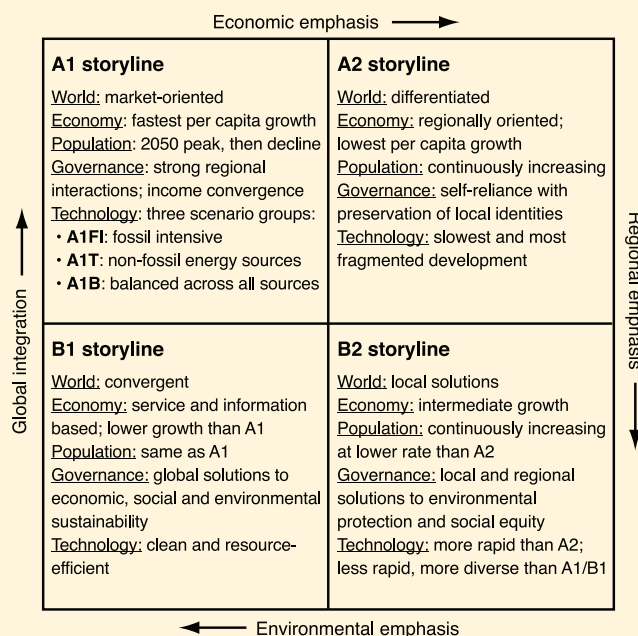 Economic emphasis
A1 storyline
World: market-oriented
Economy: fastest per capita growth
Population: 2050 peak, then decline
Governance: strong regional
interactions; income convergence
Technology: three scenario groups:
• A1FI: fossil intensive
• A1T: non-fossil energy sources
• A1B: balanced across all sources
A2 storyline
World: differentiated
Economy: regionally oriented;
lowest per capita growth
Population: continuously increasing
Governance: self-reliance with
preservation of local identities
Technology: slowest and most
fragmented development
Global integration
Regional emphasis
B1 storyline
World: convergent
Economy: service and information
based; lower growth than A1
Population: same as A1
Governance: global solutions to
economic, social and environmental
sustainability
Technology: clean and resource-
efficient
B2 storyline
World: local solutions
Economy: intermediate growth
Population: continuously increasing
at lower rate than A2
Governance: local and regional
solutions to environmental
protection and social equity
Technology: more rapid than A2;
less rapid, more diverse than A1/B1
Environmental emphasis